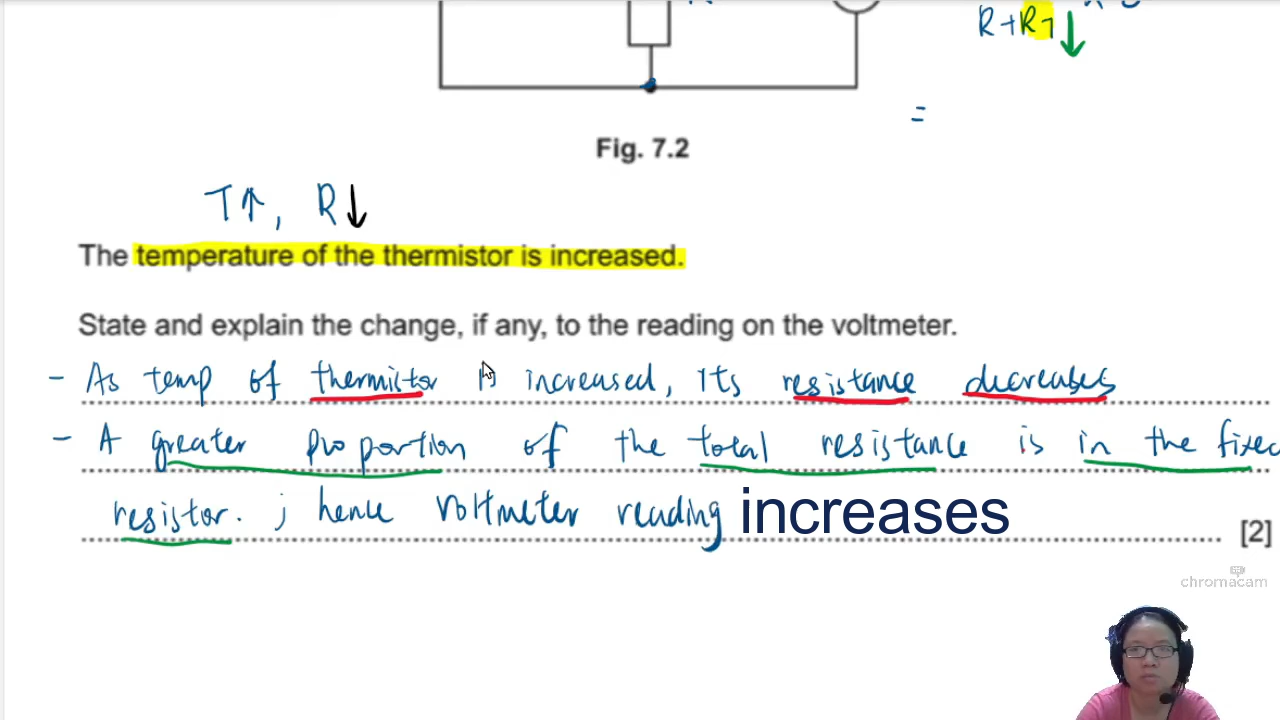 R+RT ↓
=
Fig. 7.2
T↑, R↓
The temperature of the thermistor is increased.
State and explain the change, if any, to the reading on the voltmeter.
- As temp of thermistor is increased, its resistance decreases
- A greater proportion of the total resistance is in the fixed
resistor. ; hence voltmeter reading increases
[2]
chromacam